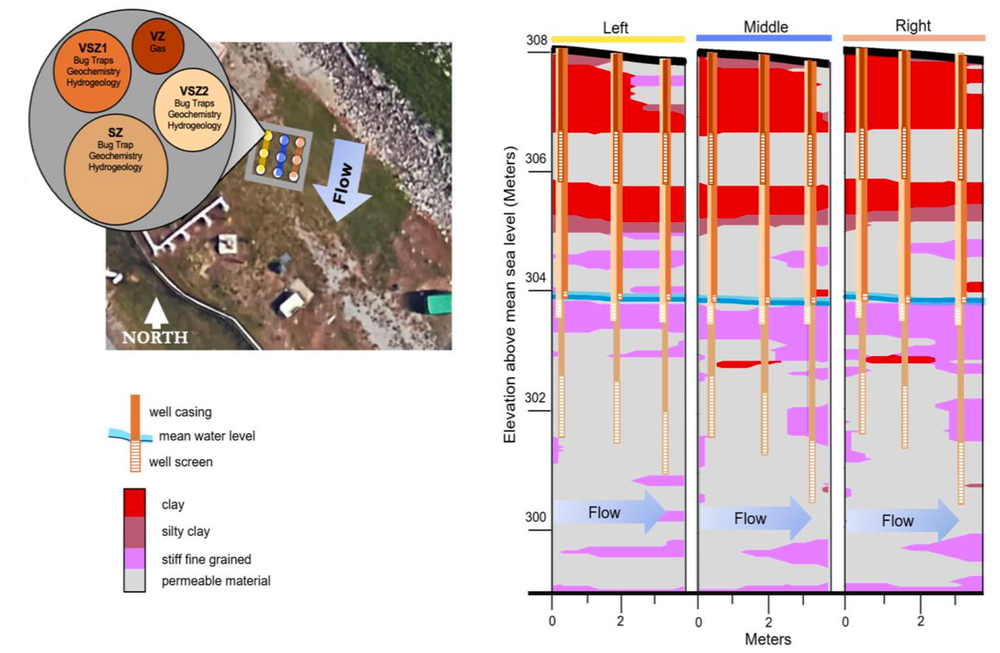 VZ
Gas
VSZ1
Bug Traps
Geochemistry
Hydrogeology
VSZ2
Bug Traps
Geochemistry
Hydrogeology
SZ
Bug Trap
Geochemistry
Hydrogeology
Flow
NORTH
well casing
mean water level
well screen
clay
silty clay
stiff fine grained
permeable material
Left
Middle
Right
Elevation above mean sea level (Meters)
308
306
304
302
300
Flow
Flow
Flow
0
2
0
2
0
2
Meters